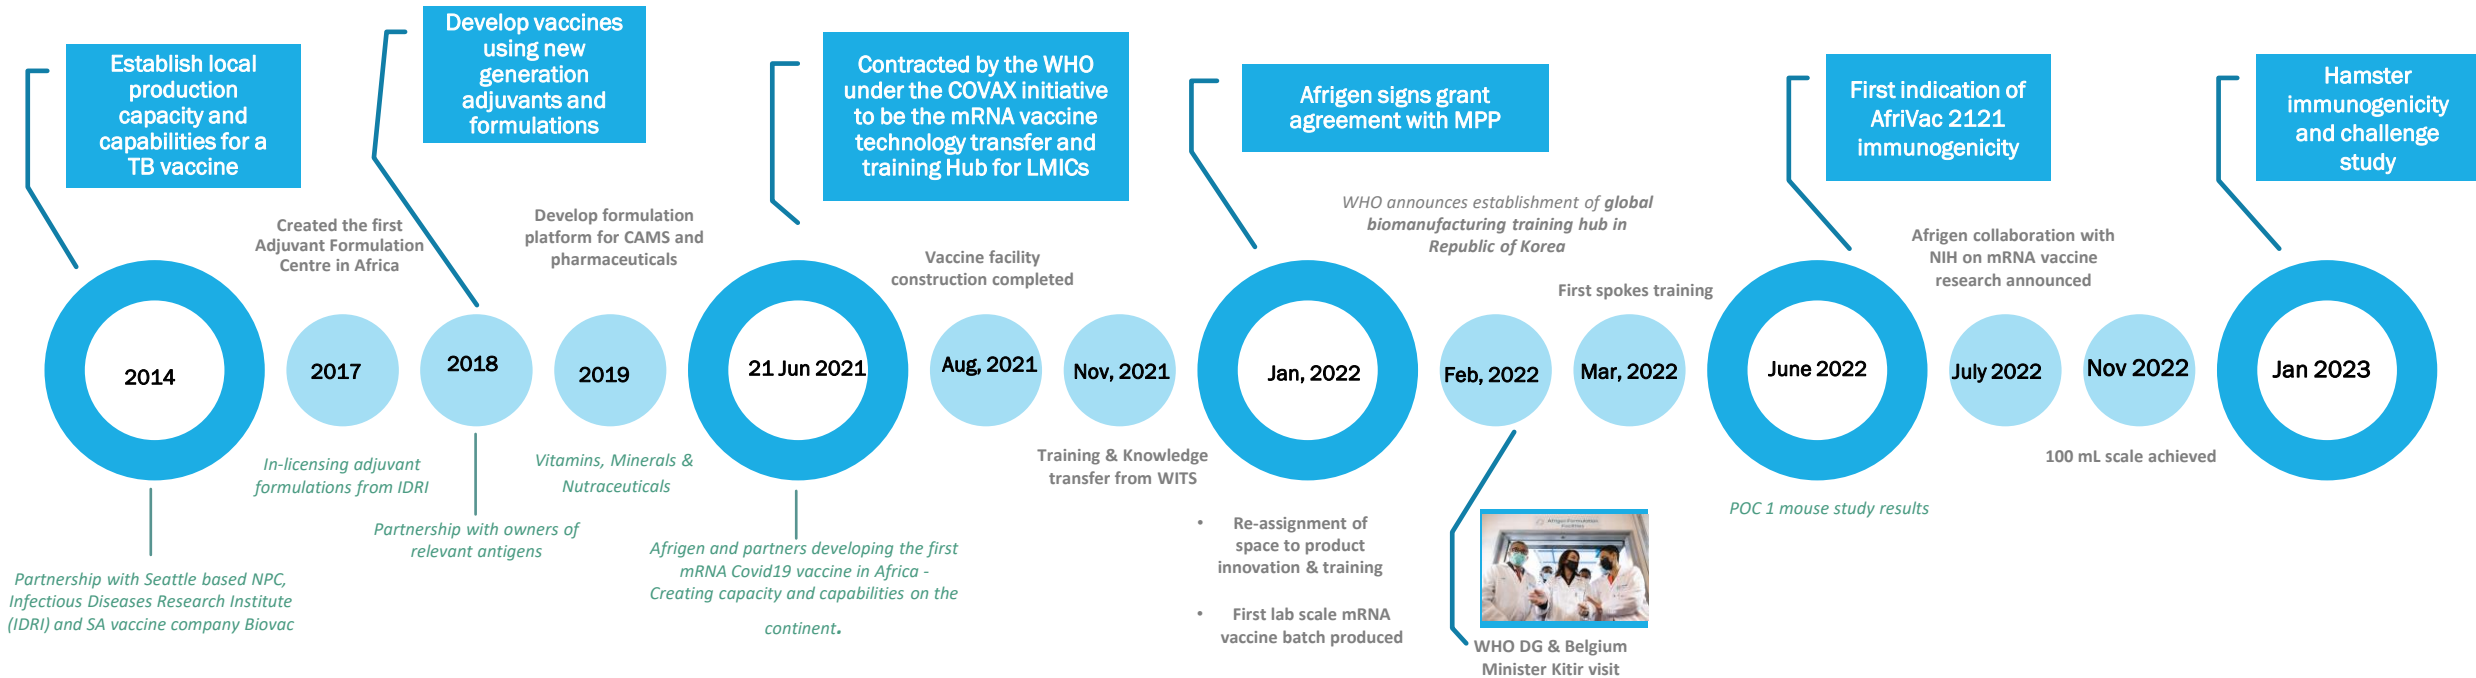 Establish local
production
capacity and
capabilities for a
TB vaccine
Develop vaccines
using new
generation
adjuvants and
formulations
Contracted by the WHO
under the COVAX initiative
to be the mRNA vaccine
technology transfer and
training Hub for LMICs
Afrigen signs grant
agreement with MPP
First indication of
AfriVac 2121
immunogenicity
Hamster
immunogenicity
and challenge
study
Created the first
Adjuvant Formulation
Centre in Africa
Develop formulation
platform for CAMS and
pharmaceuticals
Vaccine facility
construction completed
WHO announces establishment of global
biomanufacturing training hub in
Republic of Korea
First spokes training
Afrigen collaboration with
NIH on mRNA vaccine
research announced
2014
2017
2018
2019
21 Jun 2021
Aug, 2021
Nov, 2021
Jan, 2022
Feb, 2022
Mar, 2022
June 2022
July 2022
Nov 2022
Jan 2023
Partnership with Seattle based NPC,
Infectious Diseases Research Institute
(IDRI) and SA vaccine company Biovac
In-licensing adjuvant
formulations from IDRI
Partnership with owners of
relevant antigens
Vitamins, Minerals &
Nutraceuticals
Afrigen and partners developing the first
mRNA Covid19 vaccine in Africa -
Creating capacity and capabilities on the
continent.
Training & Knowledge
transfer from WITS
• Re-assignment of
space to product
innovation & training
• First lab scale mRNA
vaccine batch produced
Afrigen Formulation
Facilities
WHO DG & Belgium
Minister Kitir visit
POC 1 mouse study results
100 mL scale achieved